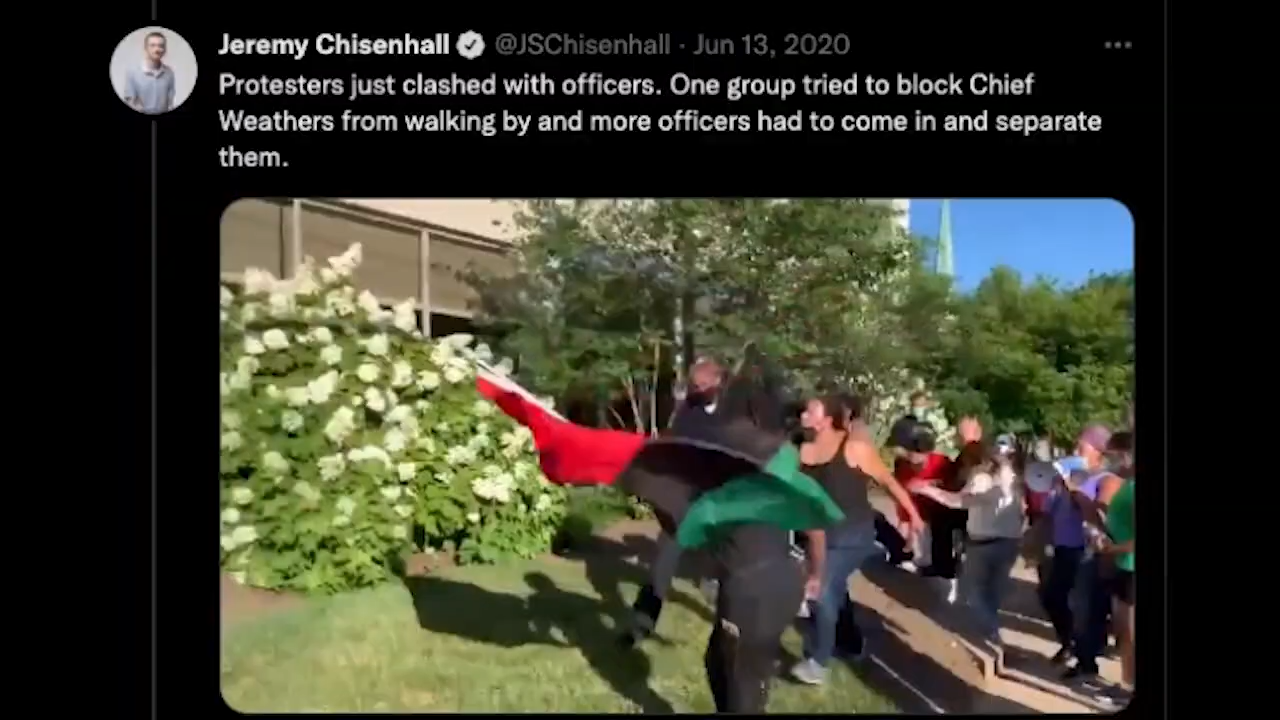 Jeremy Chisenhall @JSChisenhall · Jun 13, 2020
Protesters just clashed with officers. One group tried to block Chief
Weathers from walking by and more officers had to come in and separate
them.